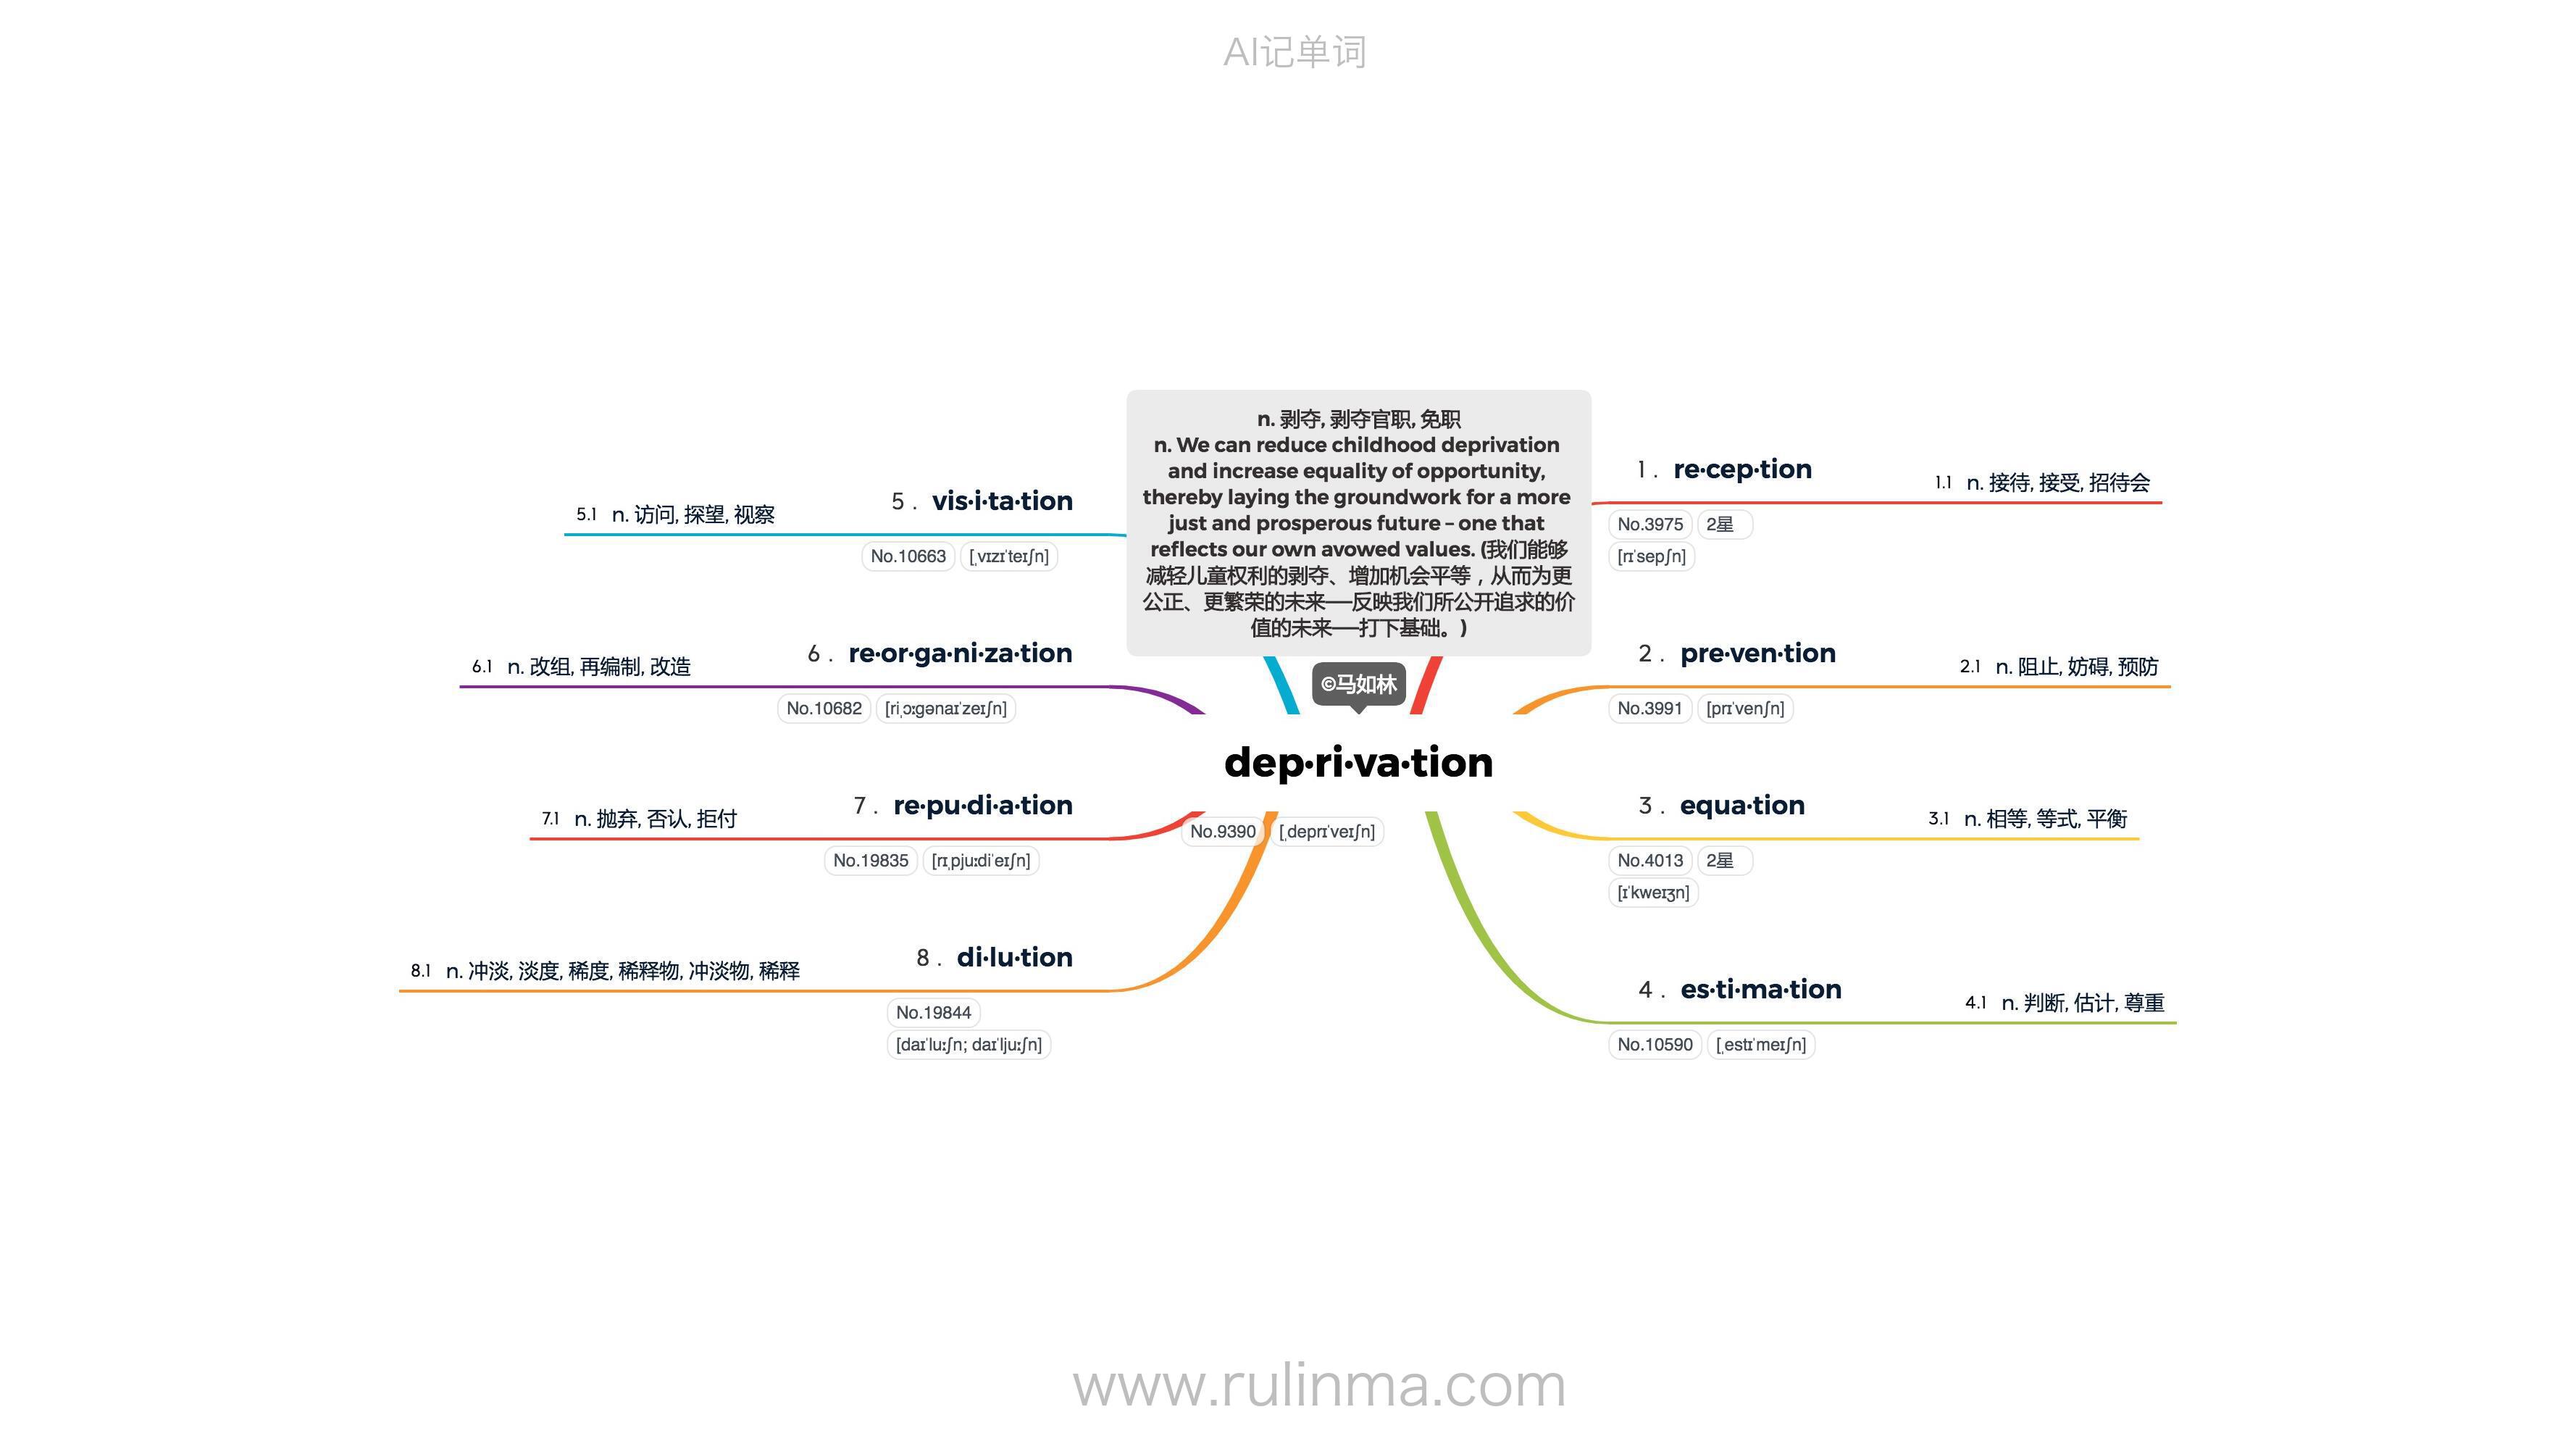 AI记单词
n. 剥夺, 剥夺官职, 免职
n. We can reduce childhood deprivation
and increase equality of opportunity,
thereby laying the groundwork for a more
just and prosperous future – one that
reflects our own avowed values. (我们能够
减轻儿童权利的剥夺、增加机会平等，从而为更
公正、更繁荣的未来──反映我们所公开追求的价
值的未来──打下基础。)
©马如林
dep·ri·va·tion
No.9390 [ˌdeprɪˈveɪʃn]
1 . re·cep·tion
1.1 n. 接待, 接受, 招待会
No.3975 2星
[rɪˈsepʃn]
2 . pre·ven·tion
2.1 n. 阻止, 妨碍, 预防
No.3991 [prɪˈvenʃn]
3 . equa·tion
3.1 n. 相等, 等式, 平衡
No.4013 2星
[ɪˈkweɪʒn]
4 . es·ti·ma·tion
4.1 n. 判断, 估计, 尊重
No.10590 [ˌestɪˈmeɪʃn]
5 . vis·i·ta·tion
5.1 n. 访问, 探望, 视察
No.10663 [ˌvɪzɪˈteɪʃn]
6 . re·or·ga·ni·za·tion
6.1 n. 改组, 再编制, 改造
No.10682 [riˌɔːɡənaɪˈzeɪʃn]
7 . re·pu·di·a·tion
7.1 n. 抛弃, 否认, 拒付
No.19835 [rɪˌpjuːdiˈeɪʃn]
8 . di·lu·tion
8.1 n. 冲淡, 淡度, 稀度, 稀释物, 冲淡物, 稀释
No.19844
[daɪˈluːʃn; daɪˈljuːʃn]
www.rulinma.com